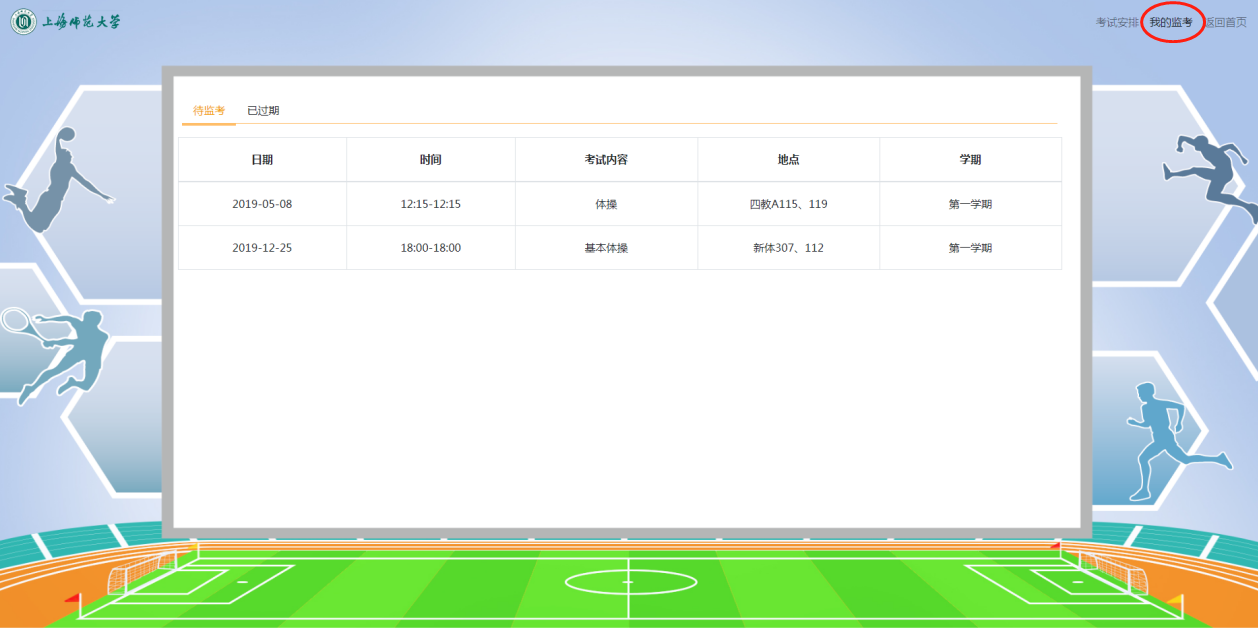 上海师范大学
考试安排 我的监考 返回首页
待监考 已过期
日期 时间 考试内容 地点 学期
2019-05-08 12:15-12:15 体操 四教A115、119 第一学期
2019-12-25 18:00-18:00 基本体操 新体307、112 第一学期